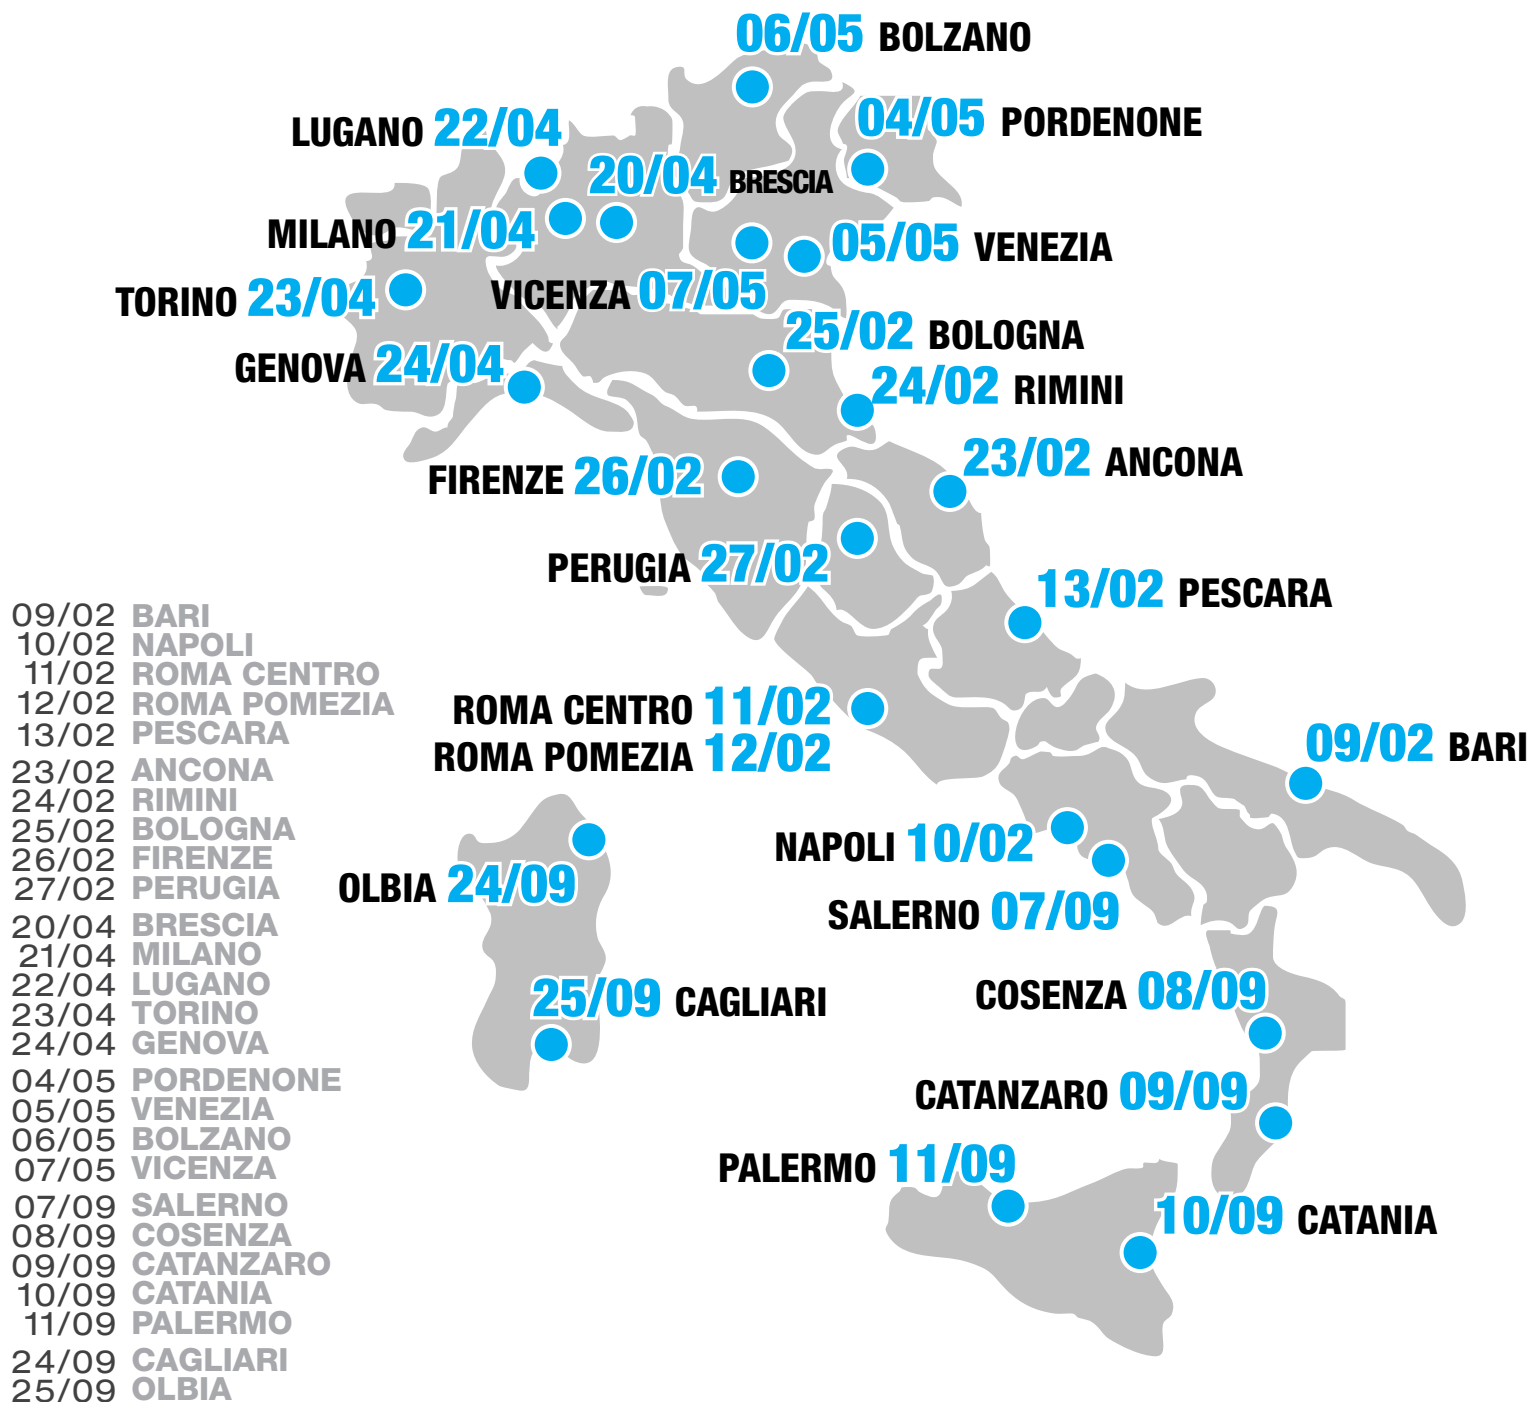 06/05 BOLZANO
04/05 PORDENONE
LUGANO 22/04
20/04 BRESCIA
MILANO 21/04
05/05 VENEZIA
TORINO 23/04
VICENZA 07/05
25/02 BOLOGNA
GENOVA 24/04
24/02 RIMINI
23/02 ANCONA
FIRENZE 26/02
PERUGIA 27/02
13/02 PESCARA
ROMA CENTRO 11/02
ROMA POMEZIA 12/02
09/02 BARI
NAPOLI 10/02
OLBIA 24/09
SALERNO 07/09
25/09 CAGLIARI
COSENZA 08/09
CATANZARO 09/09
PALERMO 11/09
10/09 CATANIA
09/02 BARI
10/02 NAPOLI
11/02 ROMA CENTRO
12/02 ROMA POMEZIA
13/02 PESCARA
23/02 ANCONA
24/02 RIMINI
25/02 BOLOGNA
26/02 FIRENZE
27/02 PERUGIA
20/04 BRESCIA
21/04 MILANO
22/04 LUGANO
23/04 TORINO
24/04 GENOVA
04/05 PORDENONE
05/05 VENEZIA
06/05 BOLZANO
07/05 VICENZA
07/09 SALERNO
08/09 COSENZA
09/09 CATANZARO
10/09 CATANIA
11/09 PALERMO
24/09 CAGLIARI
25/09 OLBIA